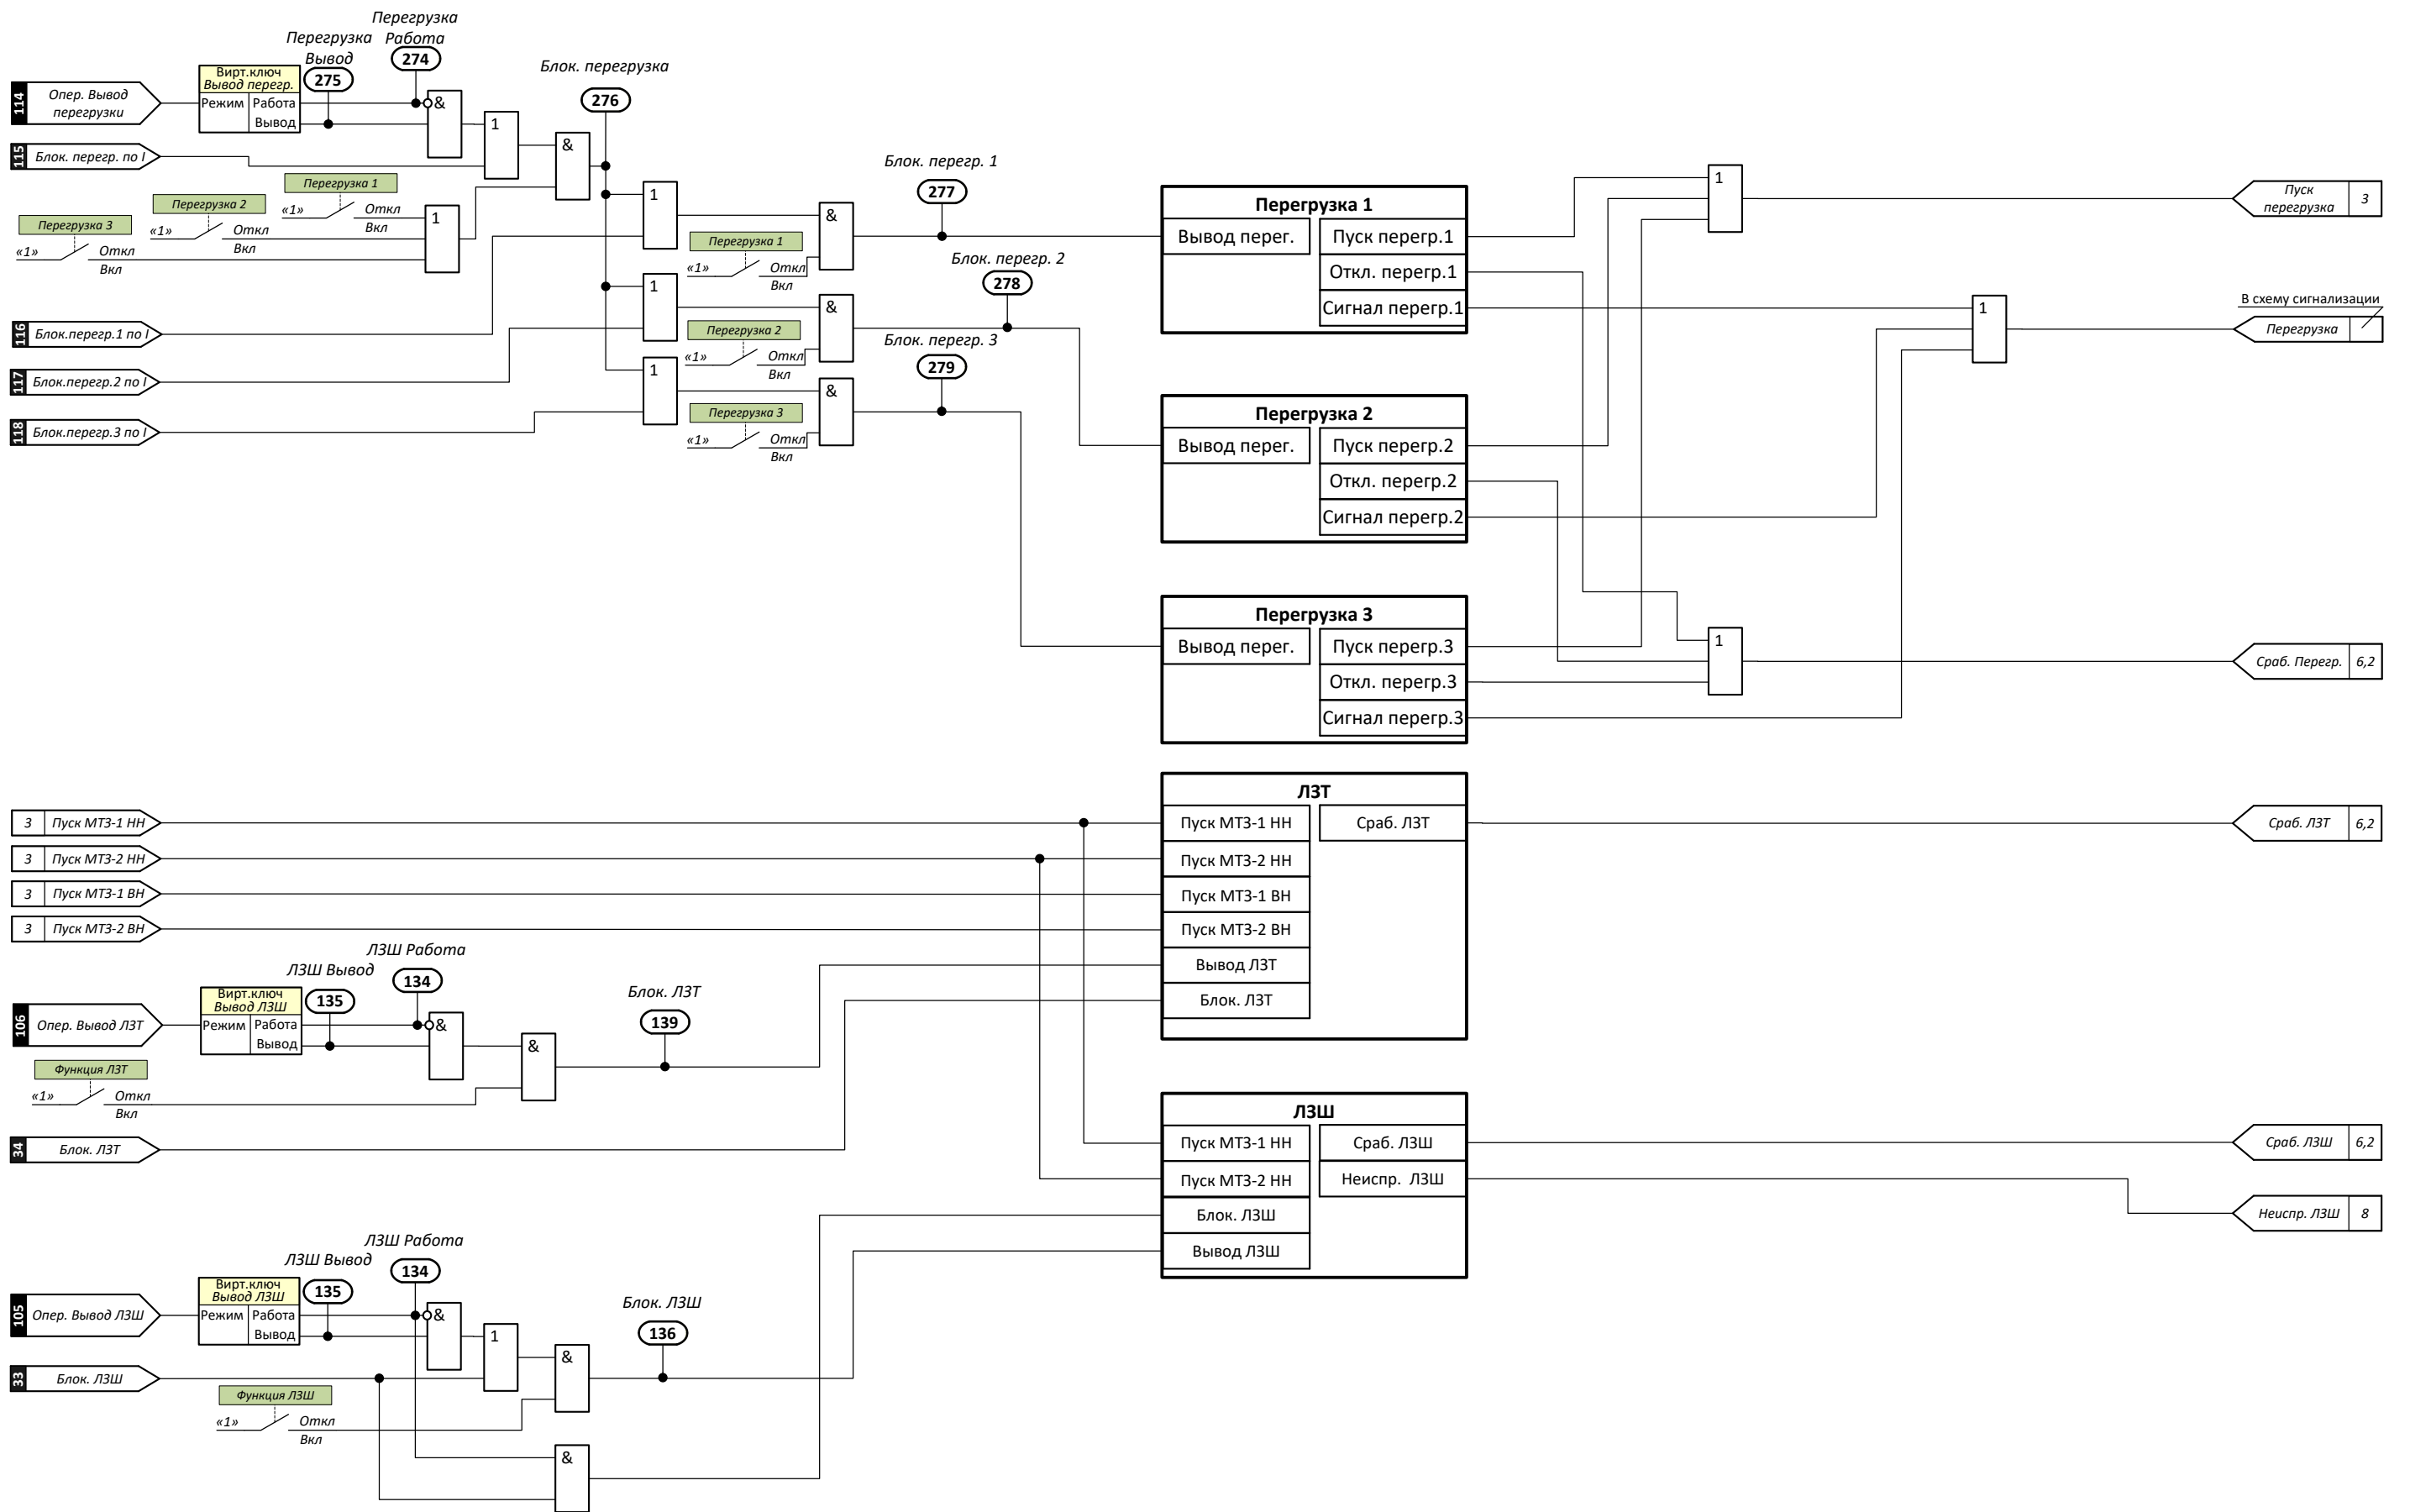 Перегрузка
Работа
274
Перегрузка
Вывод
275
Блок. перегрузка
276
114
Опер. Вывод
перегрузки
Вирт.ключ
Вывод перегр.
Режим
Работа
Вывод
&
1
&
115
Блок. перегр. по I
Перегрузка 1
«1»
Откл
Вкл
Перегрузка 2
«1»
Откл
Вкл
Перегрузка 3
«1»
Откл
Вкл
1
116
Блок.перегр.1 по I
117
Блок.перегр.2 по I
118
Блок.перегр.3 по I
1
Перегрузка 1
«1»
Откл
Вкл
&
Блок. перегр. 1
277
1
Перегрузка 2
«1»
Откл
Вкл
&
Блок. перегр. 2
278
1
Перегрузка 3
«1»
Откл
Вкл
&
Блок. перегр. 3
279
Перегрузка 1
Вывод перег.
Пуск перегр.1
Откл. перегр.1
Сигнал перегр.1
Перегрузка 2
Вывод перег.
Пуск перегр.2
Откл. перегр.2
Сигнал перегр.2
Перегрузка 3
Вывод перег.
Пуск перегр.3
Откл. перегр.3
Сигнал перегр.3
1
Пуск
перегрузка
3
1
В схему сигнализации
Перегрузка
1
Сраб. Перегр.
6,2
3
Пуск МТЗ-1 НН
3
Пуск МТЗ-2 НН
3
Пуск МТЗ-1 ВН
3
Пуск МТЗ-2 ВН
ЛЗТ
Пуск МТЗ-1 НН
Сраб. ЛЗТ
Пуск МТЗ-2 НН
Пуск МТЗ-1 ВН
Пуск МТЗ-2 ВН
Вывод ЛЗТ
Блок. ЛЗТ
Сраб. ЛЗТ
6,2
ЛЗШ Работа
134
ЛЗШ Вывод
135
106
Опер. Вывод ЛЗТ
Вирт.ключ
Вывод ЛЗШ
Режим
Работа
Вывод
&
&
Блок. ЛЗТ
139
Функция ЛЗТ
«1»
Откл
Вкл
34
Блок. ЛЗТ
ЛЗШ
Пуск МТЗ-1 НН
Сраб. ЛЗШ
Пуск МТЗ-2 НН
Неиспр. ЛЗШ
Блок. ЛЗШ
Вывод ЛЗШ
Сраб. ЛЗШ
6,2
Неиспр. ЛЗШ
8
ЛЗШ Работа
134
ЛЗШ Вывод
135
105
Опер. Вывод ЛЗШ
Вирт.ключ
Вывод ЛЗШ
Режим
Работа
Вывод
&
1
&
Блок. ЛЗШ
136
33
Блок. ЛЗШ
Функция ЛЗШ
«1»
Откл
Вкл
&